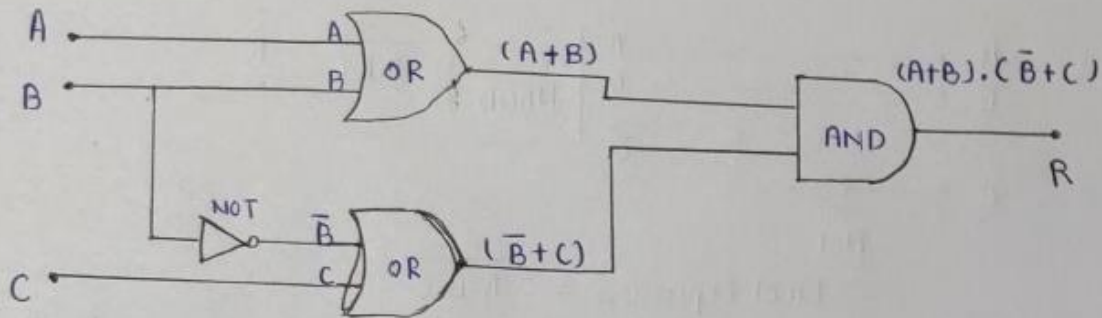 A
B
A
B
OR
(A+B)
(A+B).(B̅+C)
AND
R
NOT
B̅
C
OR
(B̅+C)
C